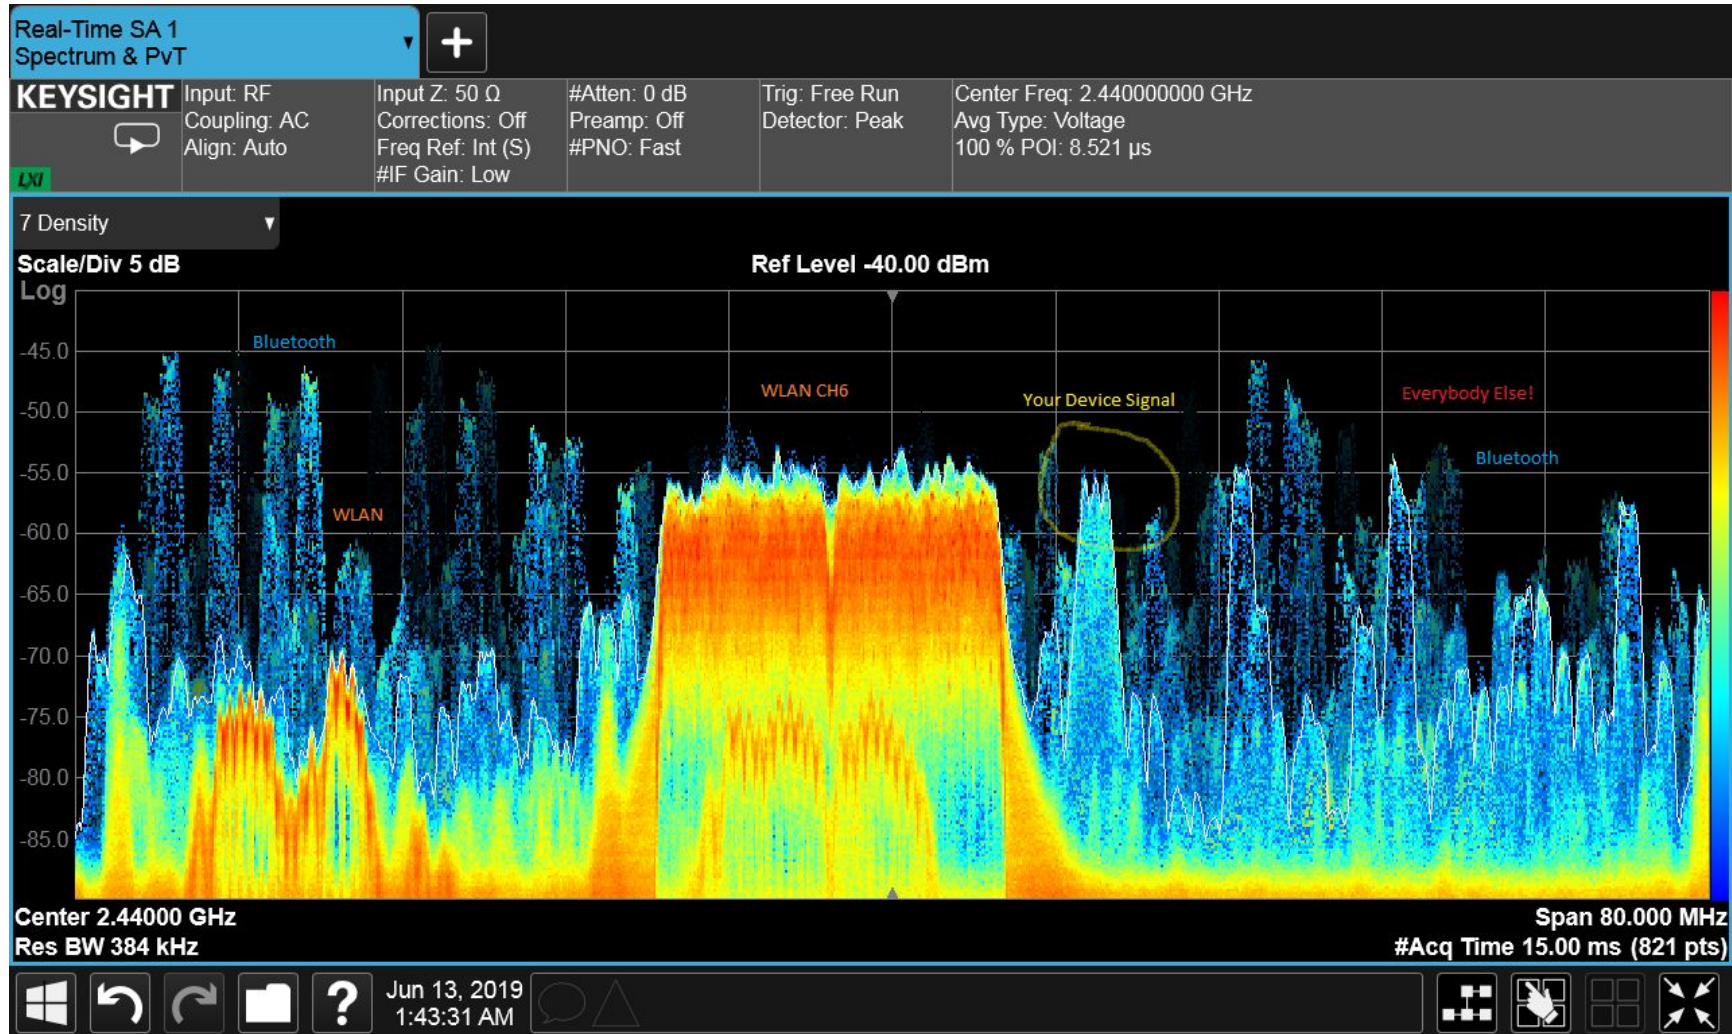 Real-Time SA 1
Spectrum & PvT
KEYSIGHT
LXI
Input: RF
Coupling: AC
Align: Auto
Input Z: 50 Ω
Corrections: Off
Freq Ref: Int (S)
#IF Gain: Low
#Atten: 0 dB
Preamp: Off
#PNO: Fast
Trig: Free Run
Detector: Peak
Center Freq: 2.440000000 GHz
Avg Type: Voltage
100 % POI: 8.521 µs
7 Density
Scale/Div 5 dB
Ref Level -40.00 dBm
Log
Bluetooth
-45.0
WLAN CH6
Everybody Else!
Your Device Signal
-50.0
Bluetooth
-55.0
WLAN
-60.0
-65.0
-70.0
-75.0
-80.0
-85.0
Center 2.44000 GHz
Span 80.000 MHz
Res BW 384 kHz
#Acq Time 15.00 ms (821 pts)
?
Jun 13, 2019
1:43:31 AM